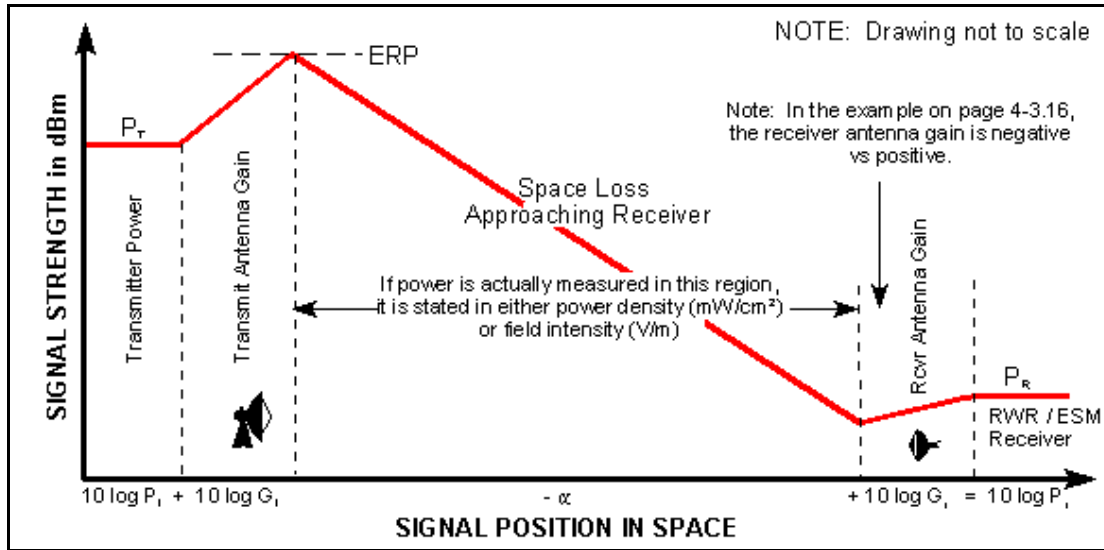 NOTE: Drawing not to scale
ERP
P_T
Note: In the example on page 4-3.16,
the receiver antenna gain is negative
vs positive.
Space Loss
Approaching Receiver
If power is actually measured in this region,
it is stated in either power density (mW/cm²)
or field intensity (V/m)
SIGNAL STRENGTH in dBm
Transmitter Power
Transmit Antenna Gain
Rcvr Antenna Gain
P_R
RWR / ESM
Receiver
10 log P_t + 10 log G_t - α + 10 log G_r = 10 log P_r
SIGNAL POSITION IN SPACE